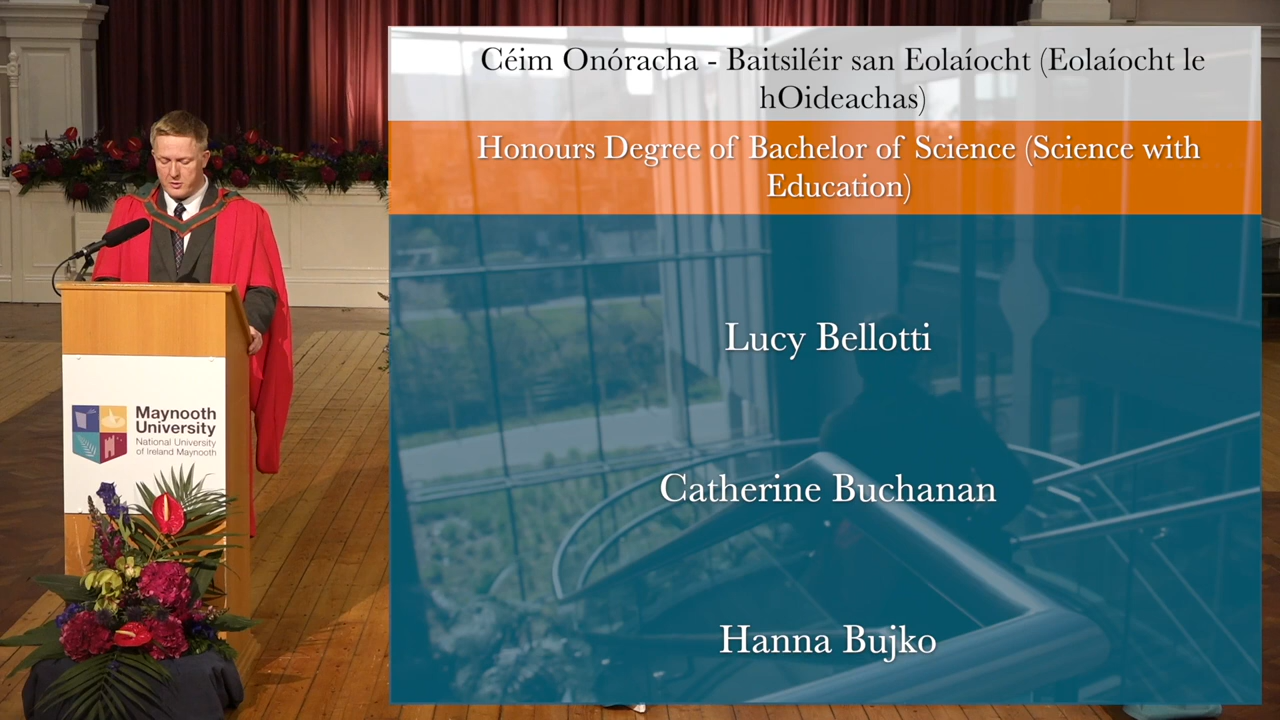 Céim Onóracha - Baitsiléir san Eolaíocht (Eolaíocht le
hOideachas)
Honours Degree of Bachelor of Science (Science with
Education)
Lucy Bellotti
Catherine Buchanan
Hanna Bujko
Maynooth
University
National University
of Ireland Maynooth